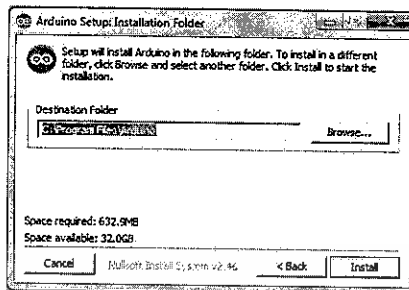 Arduino Setup: Installation Folder
Setup will install Arduino in the following folder. To install in a different
folder, click Browse and select another folder. Click Install to start the
installation.
Destination Folder
C:\Program Files\Arduino
Browse...
Space required: 632.9MB
Space available: 32.0GB
Cancel
Nullsoft Install System v2.46
< Back
Install